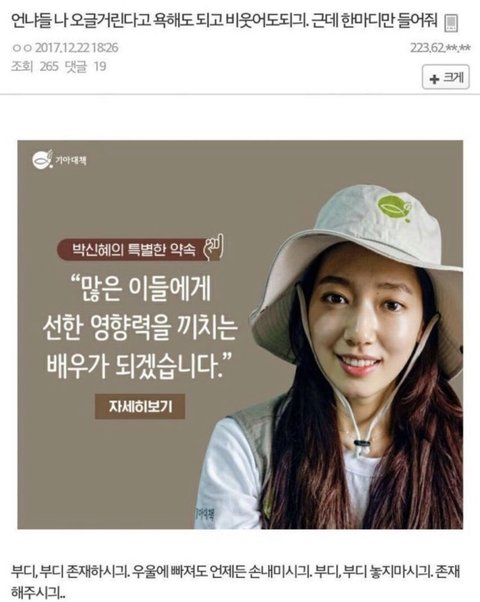 언냐들 나 오글거린다고 욕해도 되고 비웃어도되긔. 근데 한마디만 들어줘
ㅇㅇ 2017.12.22 18:26 223.62.**.**
조회 265 댓글 19
+ 크게
기아대책
박신혜의 특별한 약속
“많은 이들에게
선한 영향력을 끼치는
배우가 되겠습니다.”
자세히보기
기아대책
부디, 부디 존재하시긔. 우울에 빠져도 언제든 손내미시긔. 부디, 부디 놓지마시긔. 존재
해주시긔..